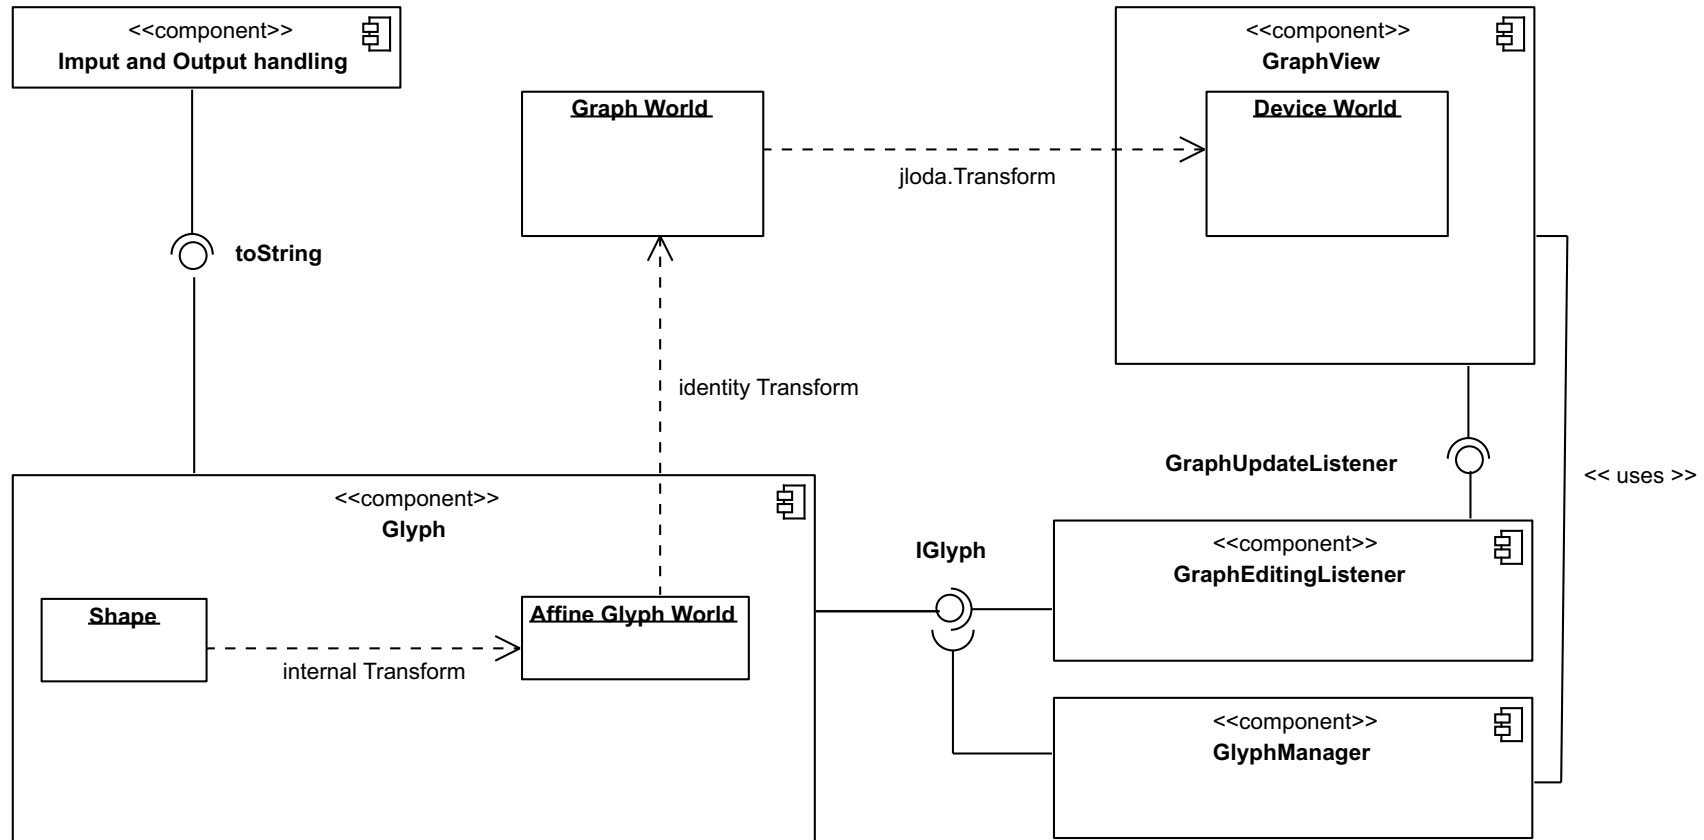 <<component>>
Imput and Output handling
<<component>>
GraphView
Graph World
Device World
jloda.Transform
toString
identity Transform
GraphUpdateListener
<< uses >>
<<component>>
Glyph
IGlyph
<<component>>
GraphEditingListener
Shape
Affine Glyph World
internal Transform
<<component>>
GlyphManager